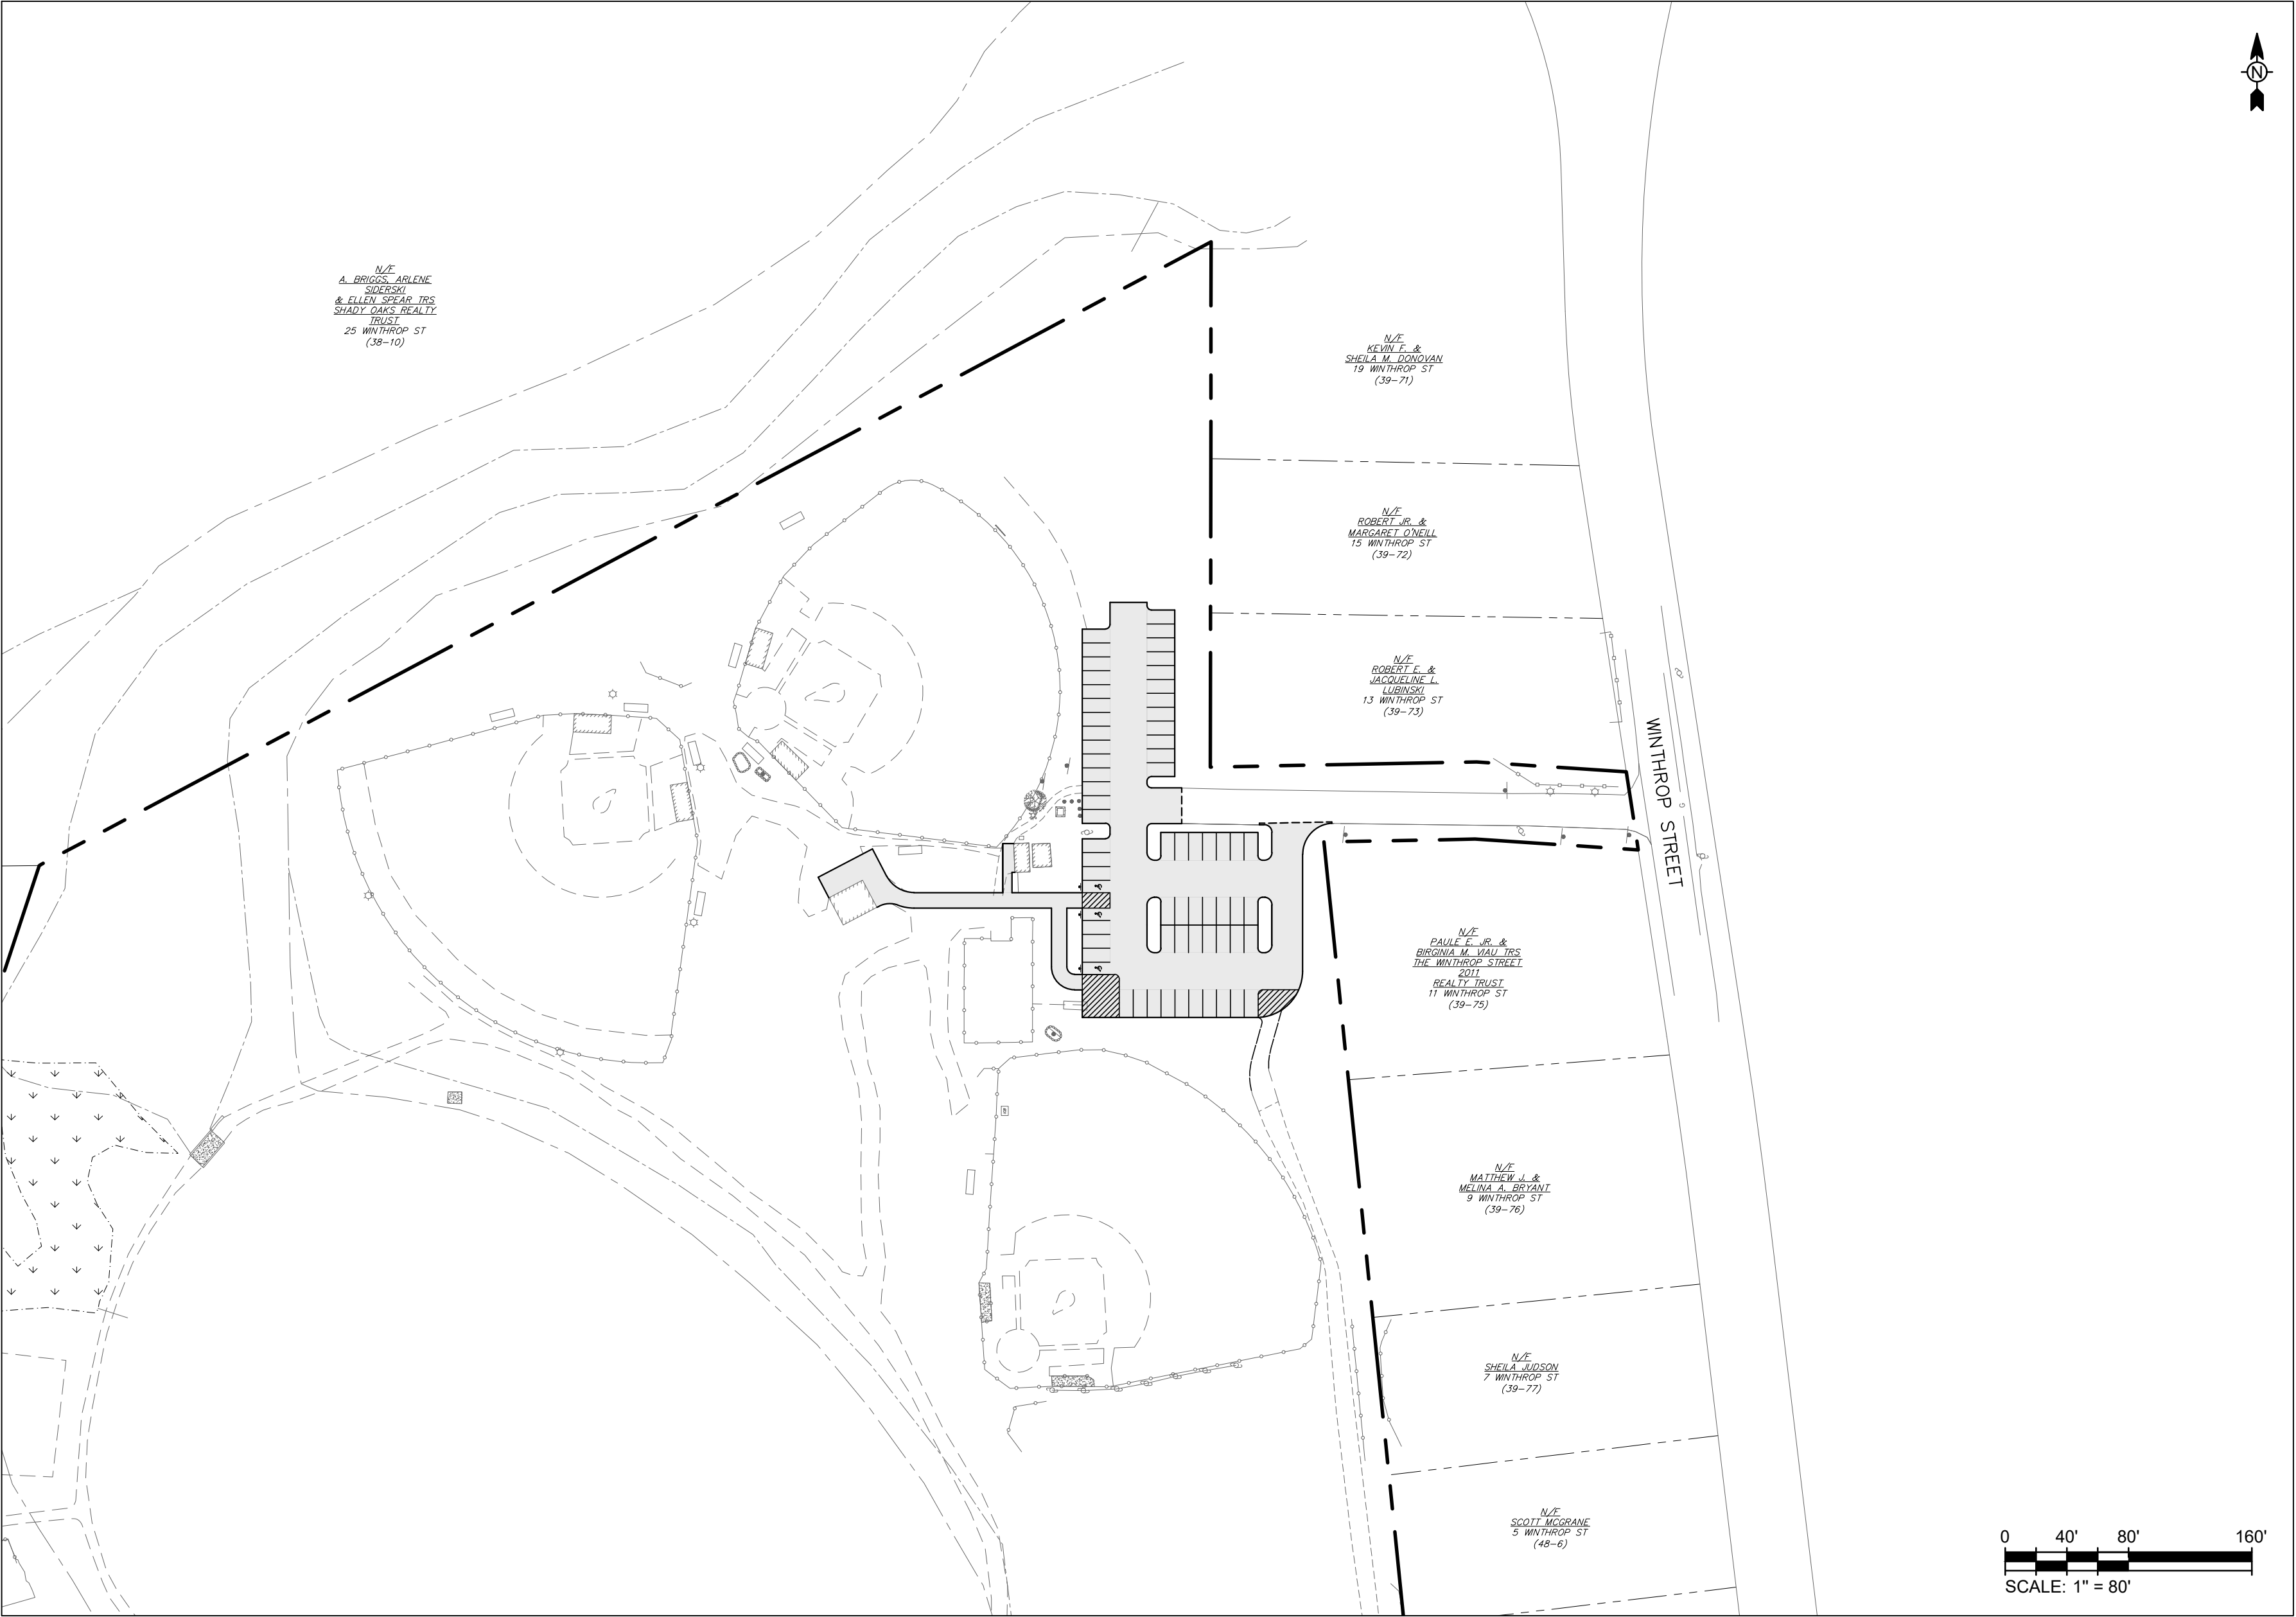 N
N/F
A. BRIGGS, ARLENE
SIDERSKI
& ELLEN SPEAR TRS
SHADY OAKS REALTY
TRUST
25 WINTHROP ST
(38-10)
N/F
KEVIN F. &
SHEILA M. DONOVAN
19 WINTHROP ST
(39-71)
N/F
ROBERT JR. &
MARGARET O'NEILL
15 WINTHROP ST
(39-72)
N/F
ROBERT E. &
JACQUELINE L.
LUBINSKI
13 WINTHROP ST
(39-73)
WINTHROP STREET
N/F
PAULE E. JR. &
BIRGINIA M. VIAU TRS
THE WINTHROP STREET
2011
REALTY TRUST
11 WINTHROP ST
(39-75)
N/F
MATTHEW J. &
MELINA A. BRYANT
9 WINTHROP ST
(39-76)
N/F
SHEILA JUDSON
7 WINTHROP ST
(39-77)
N/F
SCOTT MCGRANE
5 WINTHROP ST
(48-6)
0 40' 80' 160'
SCALE: 1" = 80'